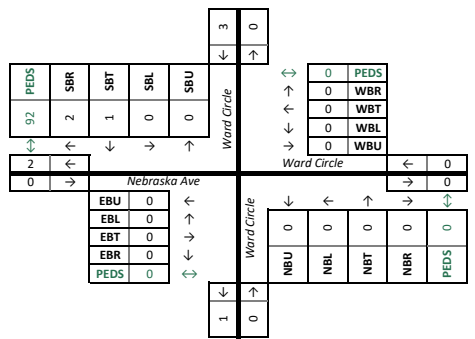 3 0
↓ ↑
PEDS SBR SBT SBL SBU
92 2 1 0 0
↕ ← ↓ → ↑
Ward Circle
↔ 0 PEDS
↑ 0 WBR
← 0 WBT
↓ 0 WBL
→ 0 WBU
2 ←
0 →
Nebraska Ave
Ward Circle
← 0
→ 0
EBU 0 ←
EBL 0 ↑
EBT 0 →
EBR 0 ↓
PEDS 0 ↔
Ward Circle
↓ ← ↑ → ↕
0 0 0 0 0
NBU NBL NBT NBR PEDS
↓ ↑
1 0